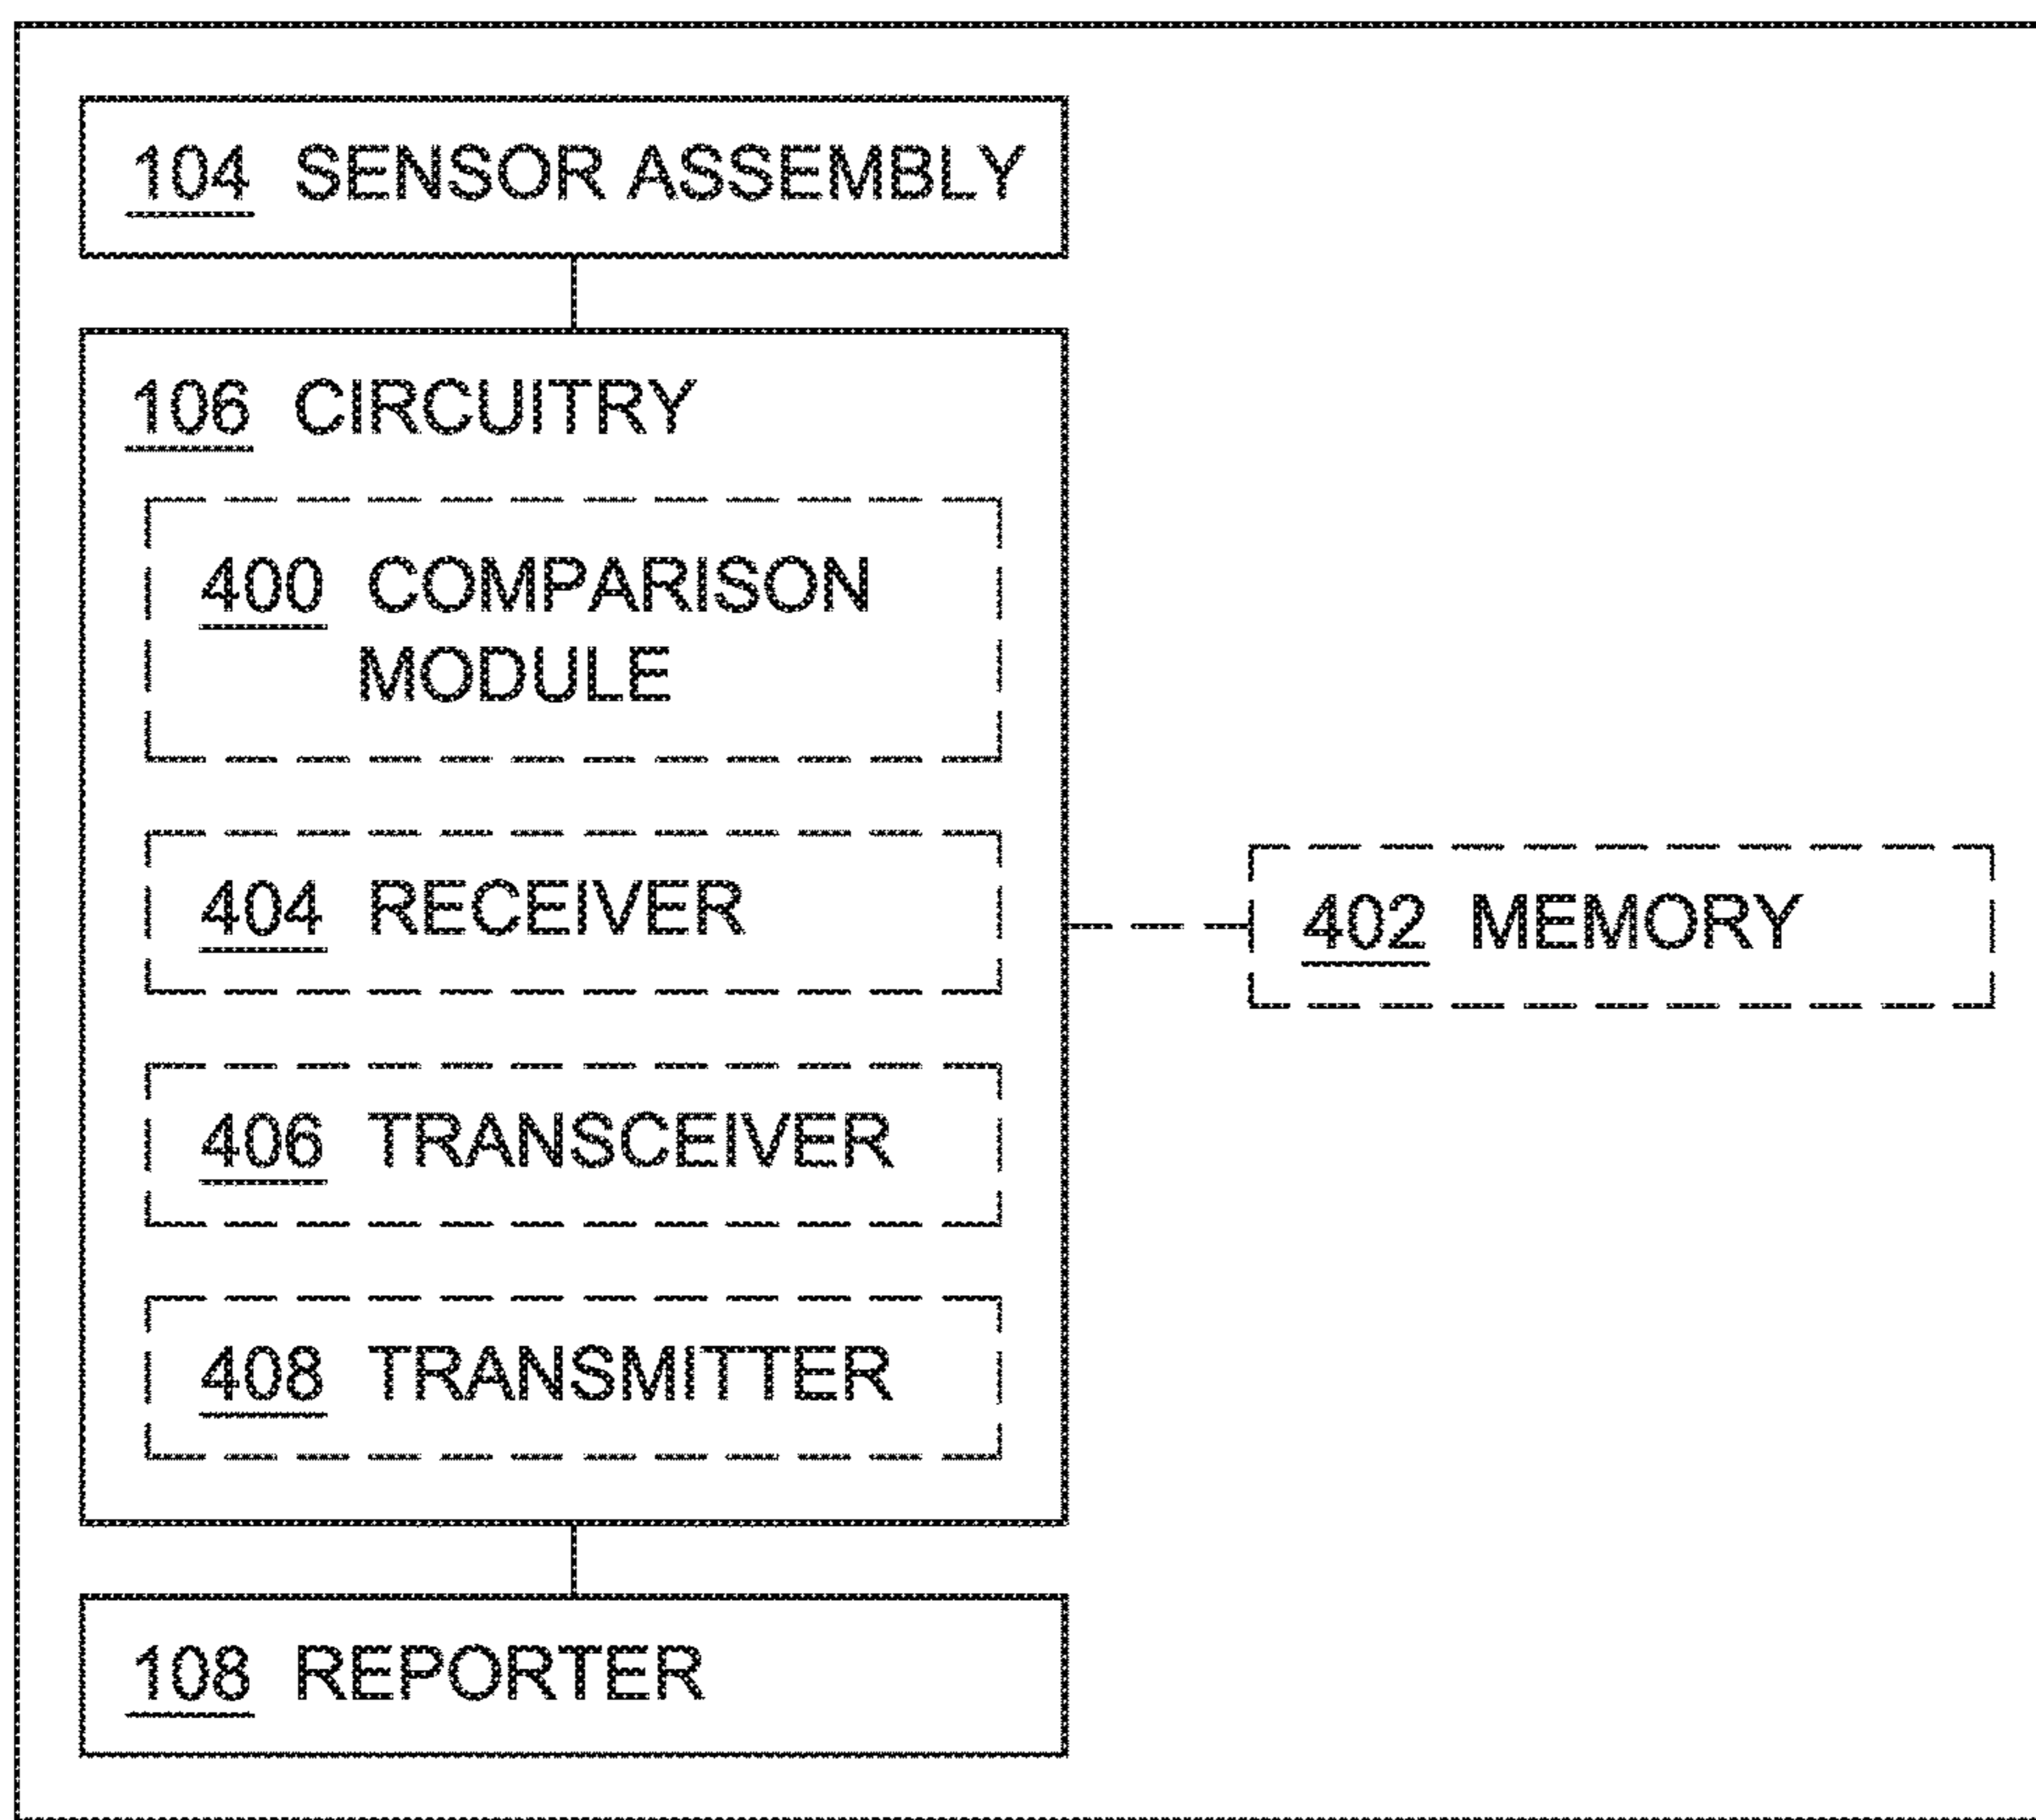 104 SENSOR ASSEMBLY
106 CIRCUITRY
400 COMPARISON
MODULE
404 RECEIVER
402 MEMORY
406 TRANSCEIVER
408 TRANSMITTER
108 REPORTER